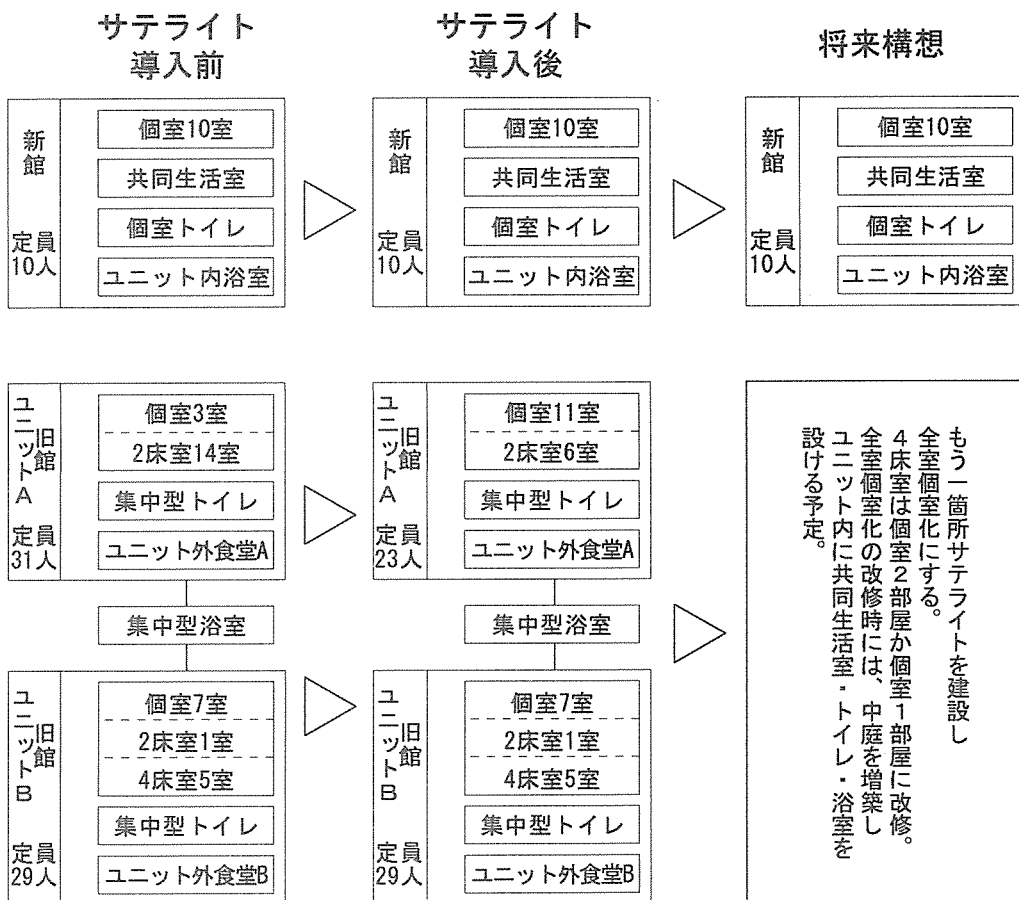 サテライト
導入前
サテライト
導入後
将来構想
新館
定員
10人
個室10室
共同生活室
個室トイレ
ユニット内浴室
新館
定員
10人
個室10室
共同生活室
個室トイレ
ユニット内浴室
新館
定員
10人
個室10室
共同生活室
個室トイレ
ユニット内浴室
旧館
ユニットA
定員
31人
個室3室
2床室14室
集中型トイレ
ユニット外食堂A
旧館
ユニットA
定員
23人
個室11室
2床室6室
集中型トイレ
ユニット外食堂A
集中型浴室
集中型浴室
旧館
ユニットB
定員
29人
個室7室
2床室1室
4床室5室
集中型トイレ
ユニット外食堂B
旧館
ユニットB
定員
29人
個室7室
2床室1室
4床室5室
集中型トイレ
ユニット外食堂B
もう一箇所サテライトを建設し
全室個室化にする。
4床室は個室2部屋か個室1部屋に改修。
全室個室化の改修時には、中庭を増築し
ユニット内に共同生活室・トイレ・浴室を
設ける予定。